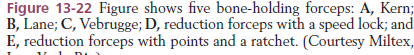 Figure 13-22 Figure shows five bone-holding forceps: A, Kern;
B, Lane; C, Vebrugge; D, reduction forceps with a speed lock; and
E, reduction forceps with points and a ratchet. (Courtesy Miltex,